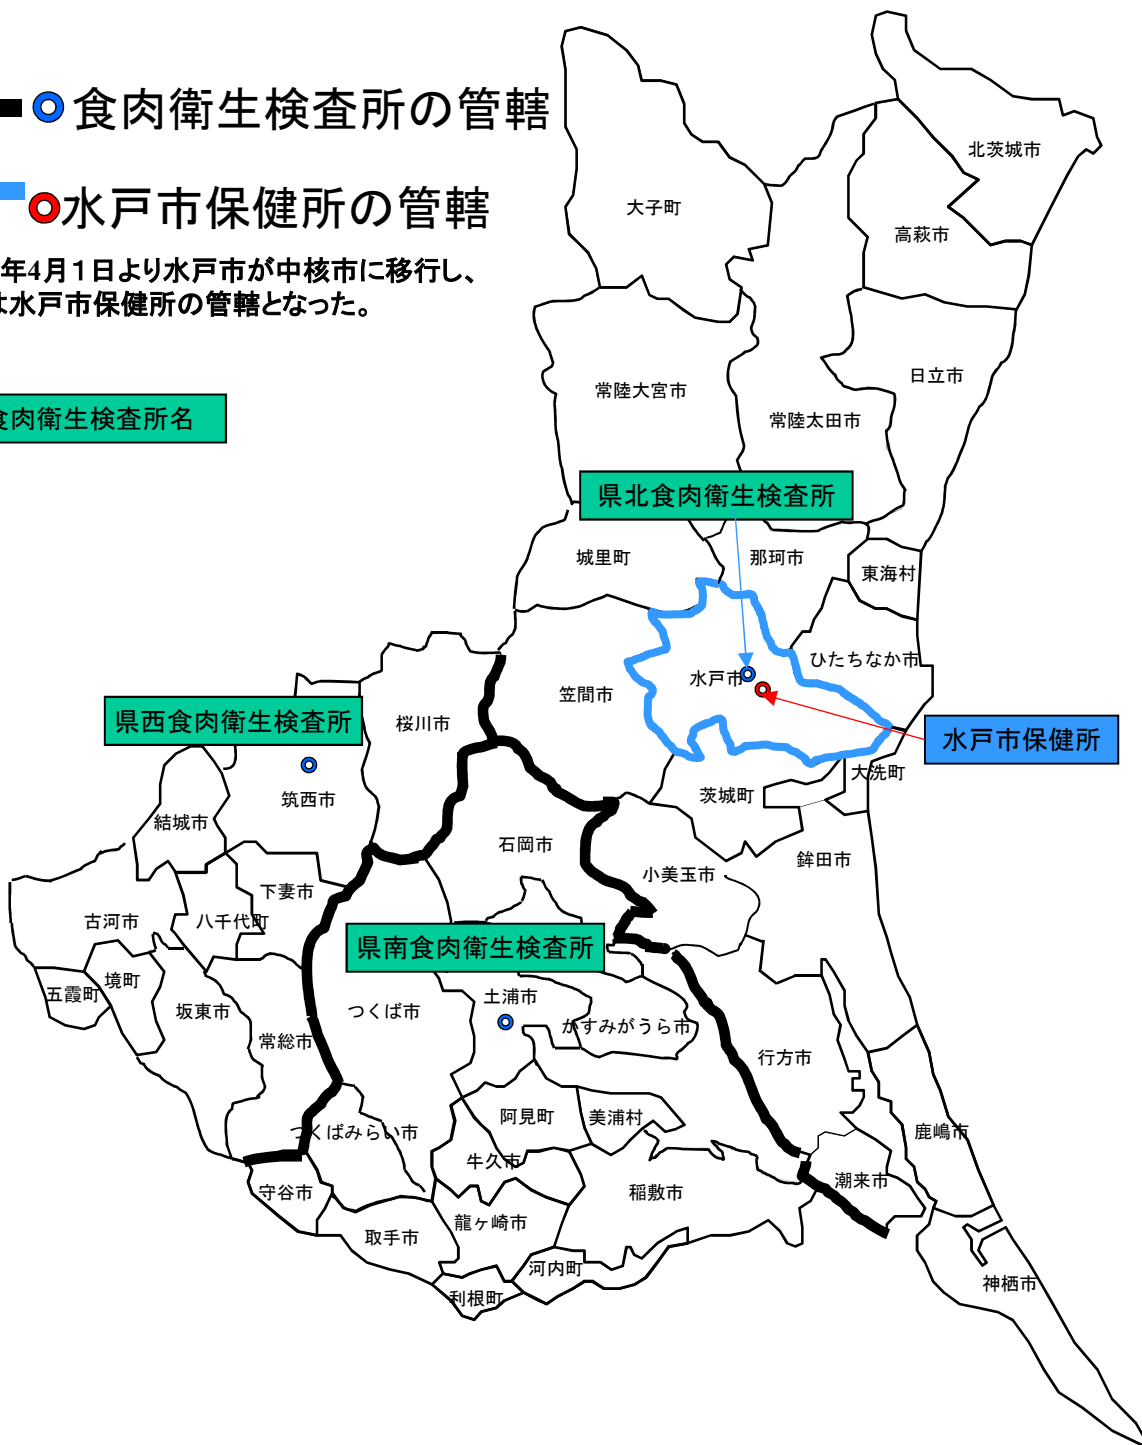 食肉衛生検査所の管轄
水戸市保健所の管轄
年4月1日より水戸市が中核市に移行し、
は水戸市保健所の管轄となった。
食肉衛生検査所名
北茨城市
大子町
高萩市
日立市
常陸大宮市
常陸太田市
県北食肉衛生検査所
城里町
那珂市
東海村
ひたちなか市
水戸市
笠間市
県西食肉衛生検査所
桜川市
水戸市保健所
大洗町
茨城町
筑西市
結城市
石岡市
鉾田市
小美玉市
下妻市
古河市
八千代町
県南食肉衛生検査所
境町
五霞町
坂東市
つくば市
土浦市
かすみがうら市
常総市
行方市
阿見町
美浦村
つくばみらい市
鹿嶋市
牛久市
潮来市
守谷市
稲敷市
龍ヶ崎市
取手市
河内町
神栖市
利根町